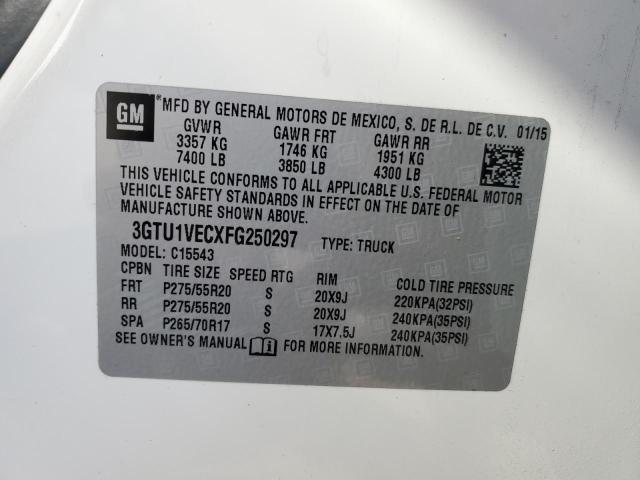 GM
*MFD BY GENERAL MOTORS DE MEXICO, S. DE R.L. DE C.V. 01/15
GVWR GAWR FRT GAWR RR
3357 KG 1746 KG 1951 KG
7400 LB 3850 LB 4300 LB
THIS VEHICLE CONFORMS TO ALL APPLICABLE U.S. FEDERAL MOTOR
VEHICLE SAFETY STANDARDS IN EFFECT ON THE DATE OF
MANUFACTURE SHOWN ABOVE.
3GTU1VECXFG250297 TYPE: TRUCK
MODEL: C15543
CPBN TIRE SIZE SPEED RTG RIM COLD TIRE PRESSURE
FRT P275/55R20 S 20X9J 220KPA(32PSI)
RR P275/55R20 S 20X9J 240KPA(35PSI)
SPA P265/70R17 S 17X7.5J 240KPA(35PSI)
SEE OWNER'S MANUAL FOR MORE INFORMATION.